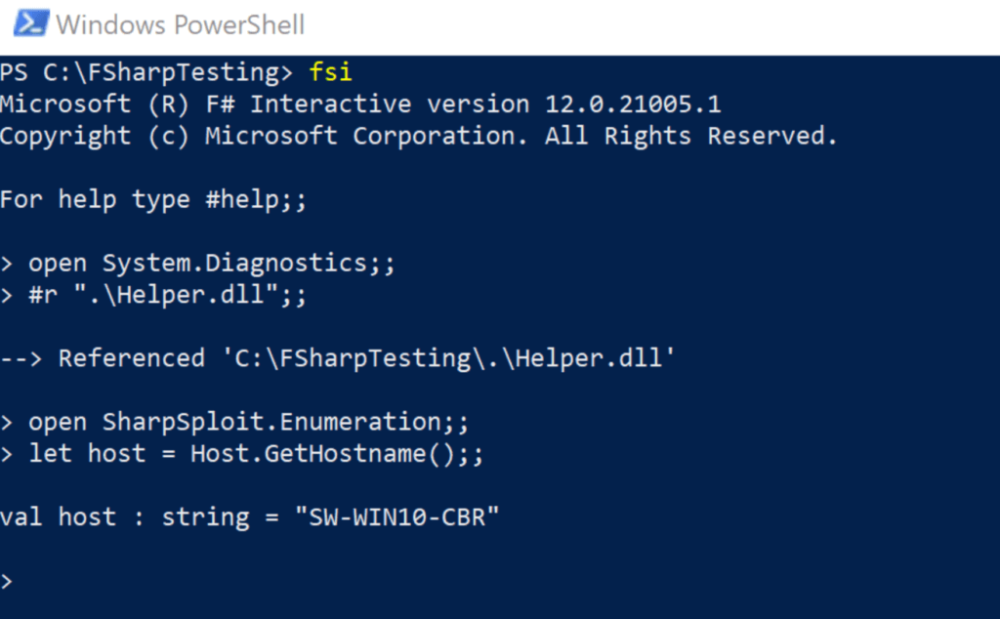 Windows PowerShell
PS C:\FSharpTesting> fsi
Microsoft (R) F# Interactive version 12.0.21005.1
Copyright (c) Microsoft Corporation. All Rights Reserved.
For help type #help;;
> open System.Diagnostics;;
> #r ".\Helper.dll";;
--> Referenced 'C:\FSharpTesting\.\Helper.dll'
> open SharpSploit.Enumeration;;
> let host = Host.GetHostname();;
val host : string = "SW-WIN10-CBR"
>